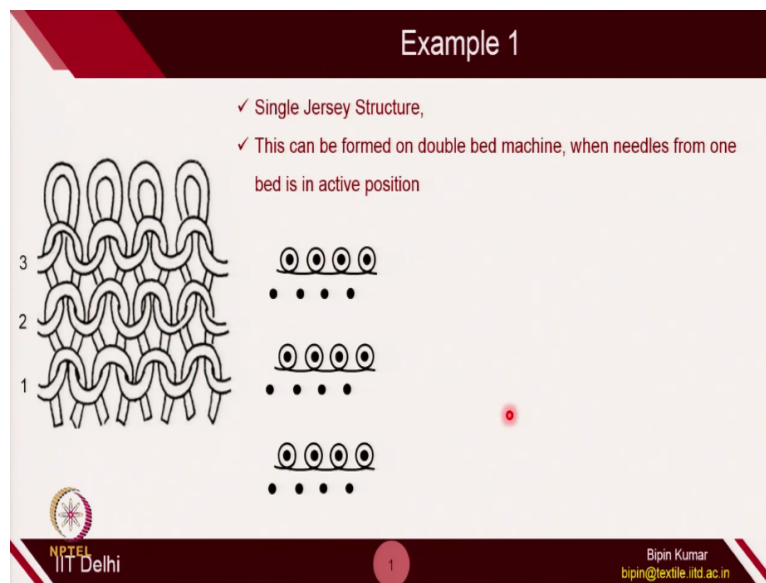 Example 1
✓ Single Jersey Structure,
✓ This can be formed on double bed machine, when needles from one
bed is in active position
3
2
1
NPTEL
IIT Delhi
1
Bipin Kumar
bipin@textile.iitd.ac.in